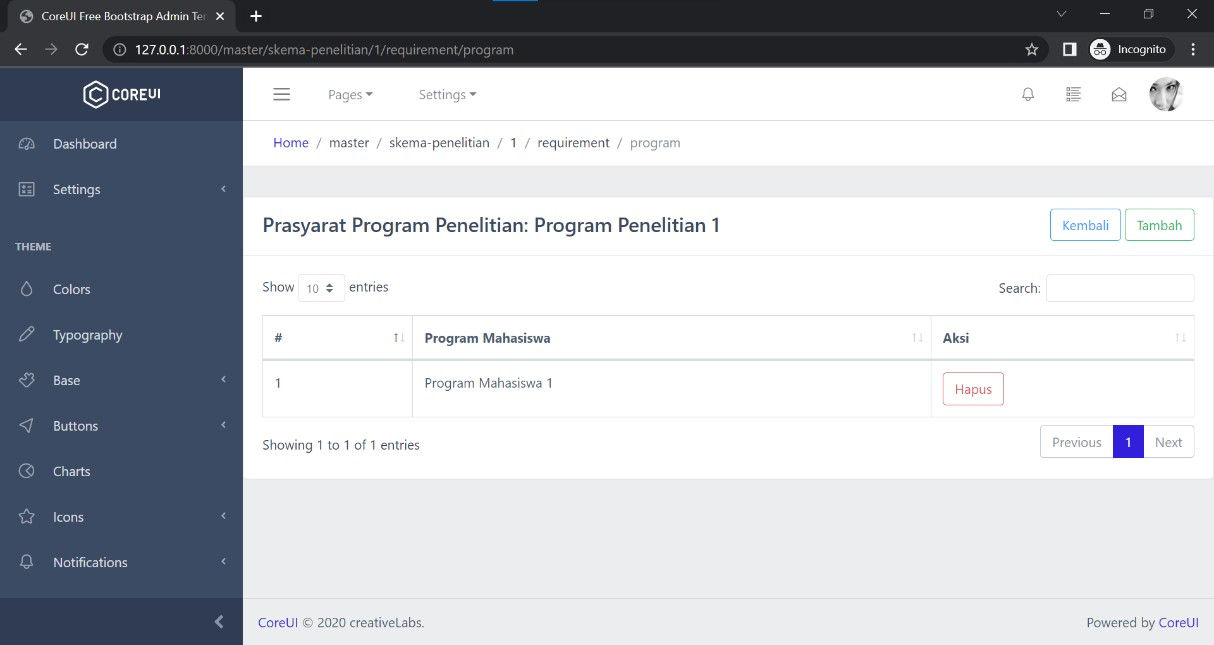 CoreUI Free Bootstrap Admin Te
127.0.0.1:8000/master/skema-penelitian/1/requirement/program
Incognito
COREUI
Pages
Settings
Dashboard
Settings
THEME
Colors
Typography
Base
Buttons
Charts
Icons
Notifications
Home / master / skema-penelitian / 1 / requirement / program
Prasyarat Program Penelitian: Program Penelitian 1
Kembali
Tambah
Show 10 entries
Search:
# Program Mahasiswa Aksi
1 Program Mahasiswa 1 Hapus
Showing 1 to 1 of 1 entries
Previous 1 Next
CoreUI © 2020 creativeLabs.
Powered by CoreUI